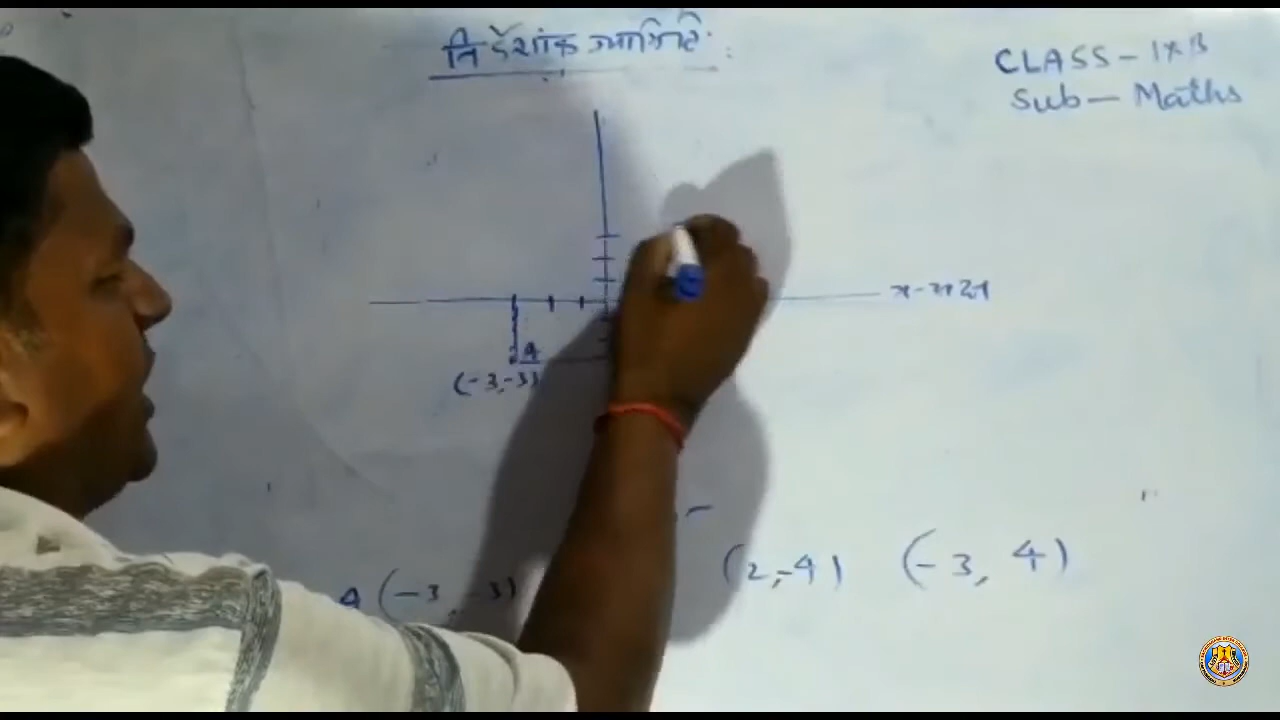 निर्देशांक ज्यामिति
CLASS - IX B
Sub - Maths
x-अक्ष
A
(-3,-3)
A (-3, -3)
(2,-4) (-3, 4)